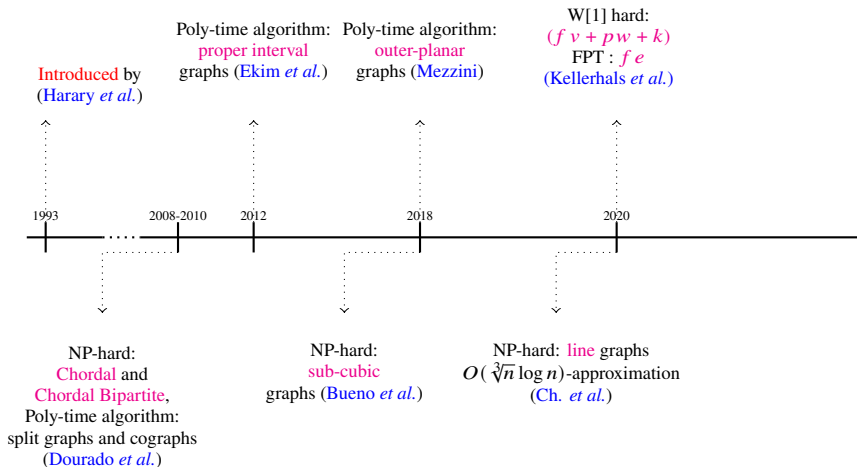 Introduced by
(Harary et al.)
Poly-time algorithm:
proper interval
graphs (Ekim et al.)
Poly-time algorithm:
outer-planar
graphs (Mezzini)
W[1] hard:
(fv + pw + k)
FPT : fe
(Kellerhals et al.)
1993
2008-2010
2012
2018
2020
NP-hard:
Chordal and
Chordal Bipartite,
Poly-time algorithm:
split graphs and cographs
(Dourado et al.)
NP-hard:
sub-cubic
graphs (Bueno et al.)
NP-hard: line graphs
O(∛n log n)-approximation
(Ch. et al.)